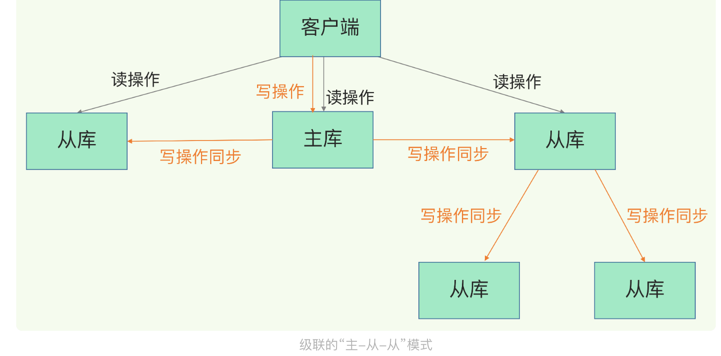 客户端
读操作
写操作
读操作
读操作
从库
主库
从库
写操作同步
写操作同步
写操作同步
写操作同步
从库
从库
级联的“主–从–从”模式